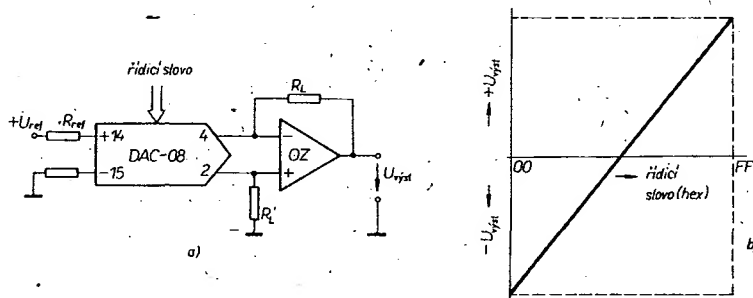 řídicí slovo
+U_ref
R_ref
+14
-15
DAC-08
4
2
R_L
-
+
OZ
R_L'
U_výst
a)
+U_výst
-U_výst
00
FF
řídicí
slovo (hex)
b